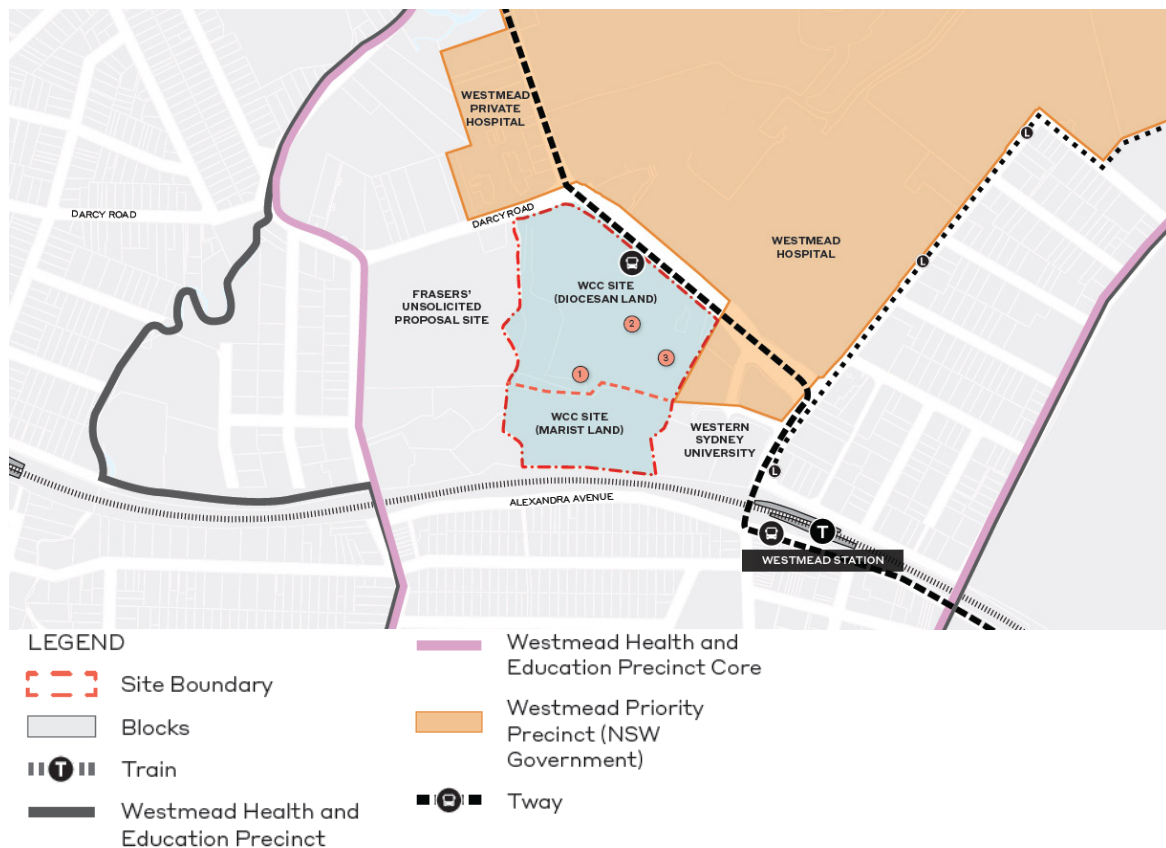 WESTMEAD
PRIVATE
HOSPITAL
DARCY ROAD
DARCY ROAD
WESTMEAD
HOSPITAL
L
L
FRASERS'
UNSOLICITED
PROPOSAL SITE
WCC SITE
(DIOCESAN LAND)
2
3
1
WCC SITE
(MARIST LAND)
WESTERN
SYDNEY
UNIVERSITY
L
ALEXANDRA AVENUE
T
WESTMEAD STATION
LEGEND
Site Boundary
Blocks
T
Train
Westmead Health and
Education Precinct
Westmead Health and
Education Precinct Core
Westmead Priority
Precinct (NSW
Government)
Tway